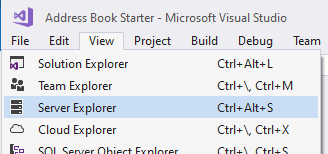 Address Book Starter - Microsoft Visual Studio
File Edit View Project Build Debug Team
Solution Explorer Ctrl+Alt+L
Team Explorer Ctrl+\, Ctrl+M
Server Explorer Ctrl+Alt+S
Cloud Explorer Ctrl+\, Ctrl+X
SQL Server Object Explorer Ctrl+\, Ctrl+S